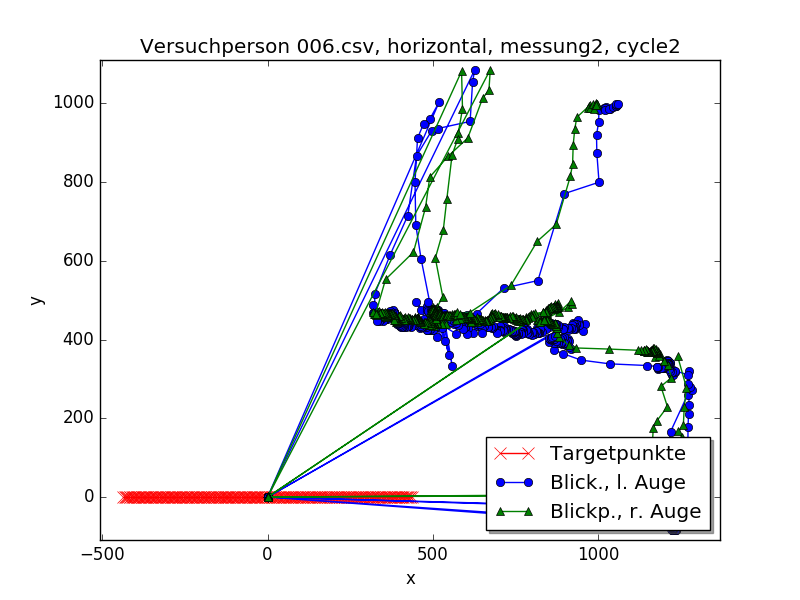 Versuchperson 006.csv, horizontal, messung2, cycle2
1000
800
600
400
200
0
y
−500
0
500
1000
x
Targetpunkte
Blick., l. Auge
Blickp., r. Auge